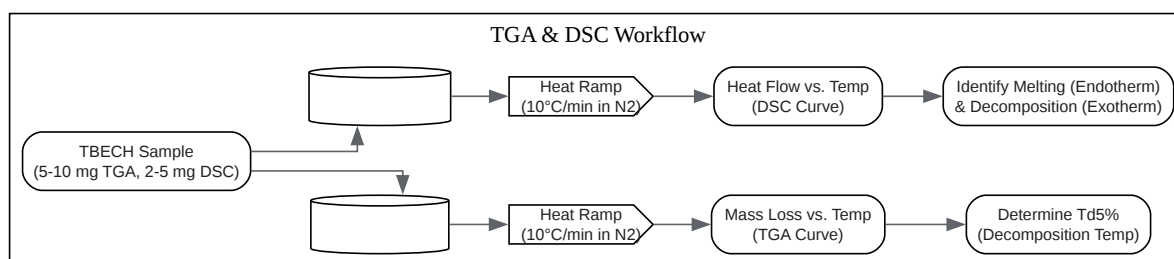 TGA & DSC Workflow
Heat Ramp
(10°C/min in N2)
Heat Flow vs. Temp
(DSC Curve)
Identify Melting (Endotherm)
& Decomposition (Exotherm)
TBECH Sample
(5-10 mg TGA, 2-5 mg DSC)
Heat Ramp
(10°C/min in N2)
Mass Loss vs. Temp
(TGA Curve)
Determine Td5%
(Decomposition Temp)